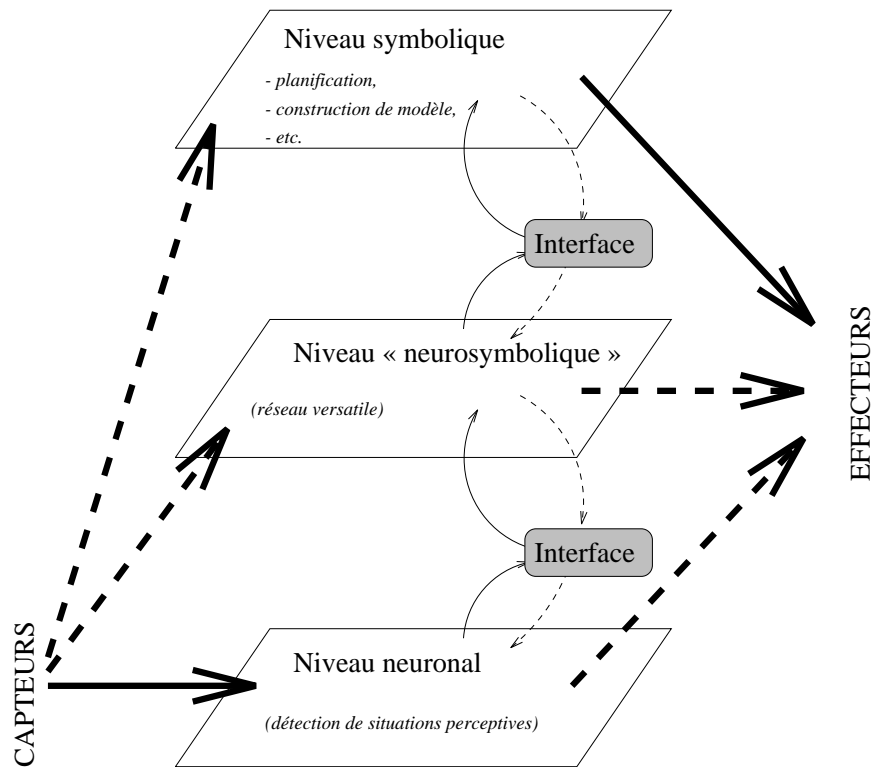 Niveau symbolique
- planification,
- construction de modèle,
- etc.
Interface
Niveau « neurosymbolique »
(réseau versatile)
EFFECTEURS
Interface
Niveau neuronal
(détection de situations perceptives)
CAPTEURS